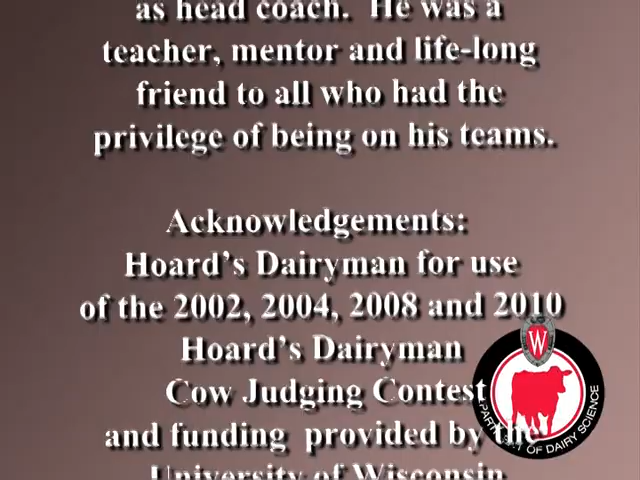 as head coach. He was a
teacher, mentor and life-long
friend to all who had the
privilege of being on his teams.
Acknowledgements:
Hoard's Dairyman for use
of the 2002, 2004, 2008 and 2010
Hoard's Dairyman
Cow Judging Contest
and funding provided by the
University of Wisconsin
W
OF DAIRY SCIENCE